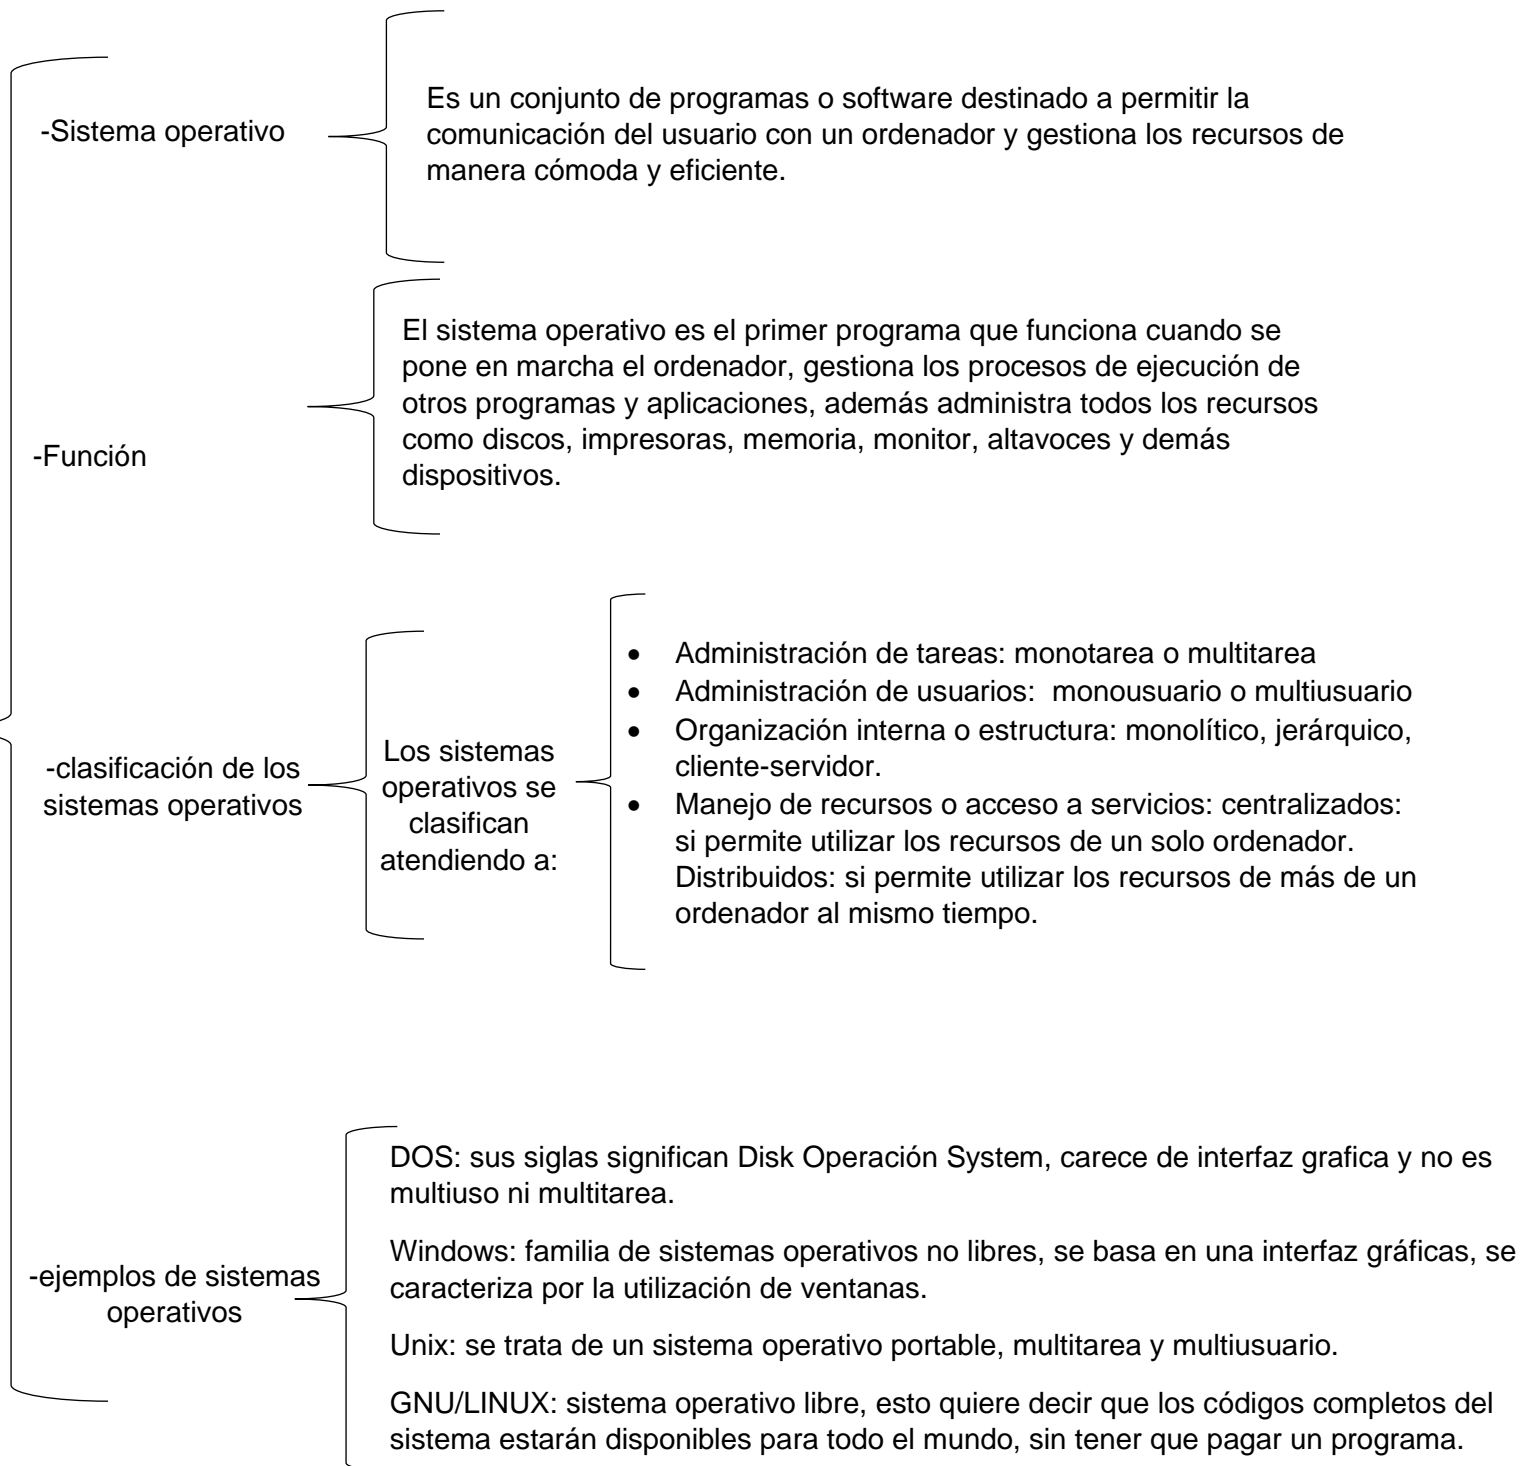 -Sistema operativo
Es un conjunto de programas o software destinado a permitir la
comunicación del usuario con un ordenador y gestiona los recursos de
manera cómoda y eficiente.
-Función
El sistema operativo es el primer programa que funciona cuando se
pone en marcha el ordenador, gestiona los procesos de ejecución de
otros programas y aplicaciones, además administra todos los recursos
como discos, impresoras, memoria, monitor, altavoces y demás
dispositivos.
-clasificación de los
sistemas operativos
Los sistemas
operativos se
clasifican
atendiendo a:
• Administración de tareas: monotarea o multitarea
• Administración de usuarios:  monousuario o multiusuario
• Organización interna o estructura: monolítico, jerárquico,
cliente-servidor.
• Manejo de recursos o acceso a servicios: centralizados:
si permite utilizar los recursos de un solo ordenador.
Distribuidos: si permite utilizar los recursos de más de un
ordenador al mismo tiempo.
-ejemplos de sistemas
operativos
DOS: sus siglas significan Disk Operación System, carece de interfaz grafica y no es
multiuso ni multitarea.
Windows: familia de sistemas operativos no libres, se basa en una interfaz gráficas, se
caracteriza por la utilización de ventanas.
Unix: se trata de un sistema operativo portable, multitarea y multiusuario.
GNU/LINUX: sistema operativo libre, esto quiere decir que los códigos completos del
sistema estarán disponibles para todo el mundo, sin tener que pagar un programa.